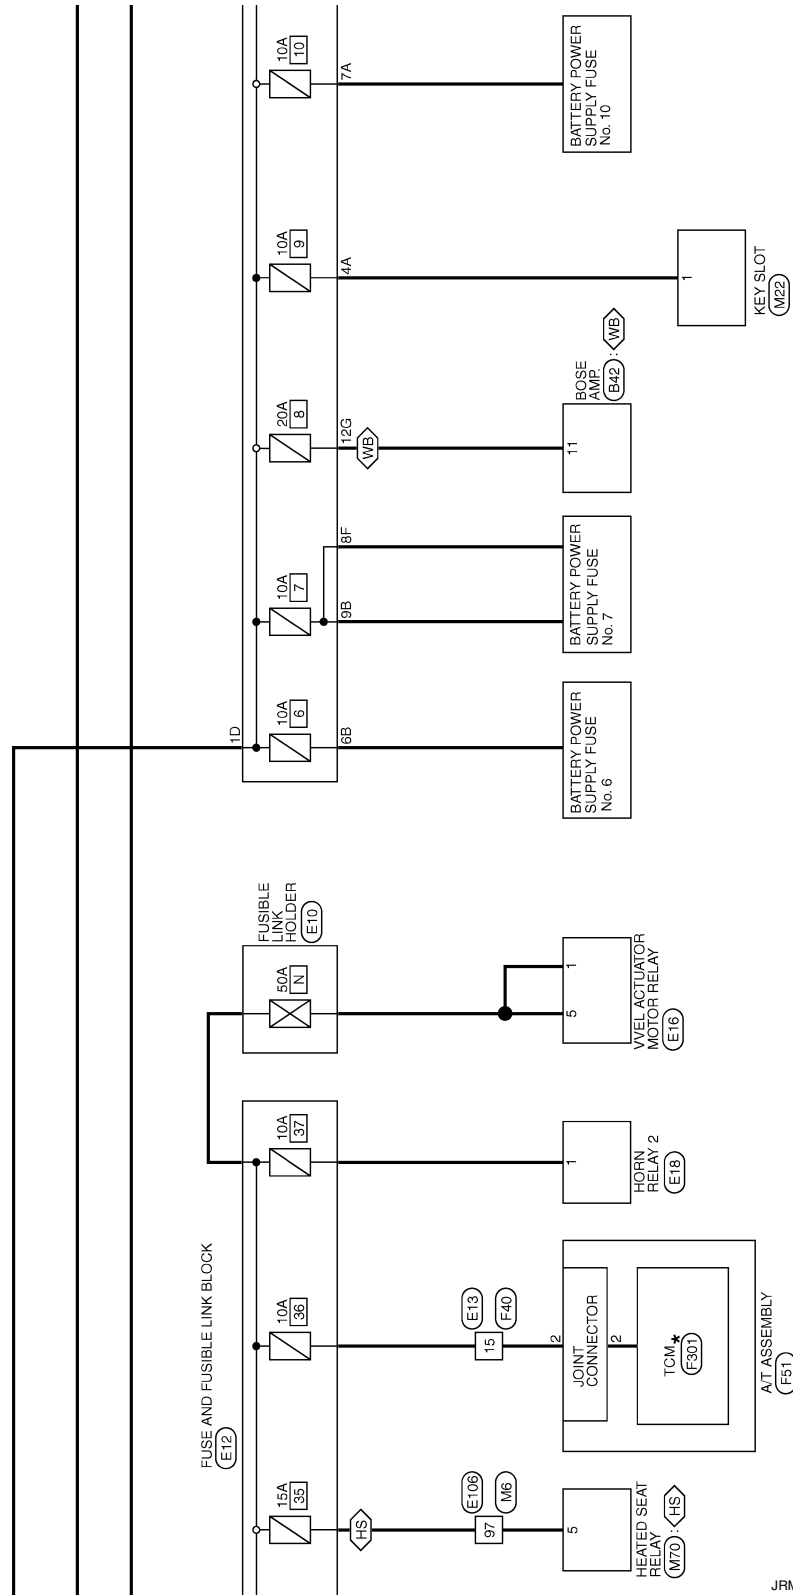 10A
10
7A
BATTERY POWER
SUPPLY FUSE
No. 10
10A
9
4A
1
KEY SLOT
M22
20A
8
12G
WB
11
BOSE
AMP.
B42 : WB
10A
7
8F
9B
BATTERY POWER
SUPPLY FUSE
No. 7
1D
10A
6
6B
BATTERY POWER
SUPPLY FUSE
No. 6
FUSIBLE
LINK
HOLDER
E10
50A
N
1
5
VVEL ACTUATOR
MOTOR RELAY
E16
10A
37
1
HORN
RELAY 2
E18
FUSE AND FUSIBLE LINK BLOCK
E12
10A
36
E13
15
F40
2
JOINT
CONNECTOR
2
TCM*
F301
A/T ASSEMBLY
F51
15A
35
HS
E106
97
M6
5
HEATED SEAT
RELAY
M70 : HS
JRM